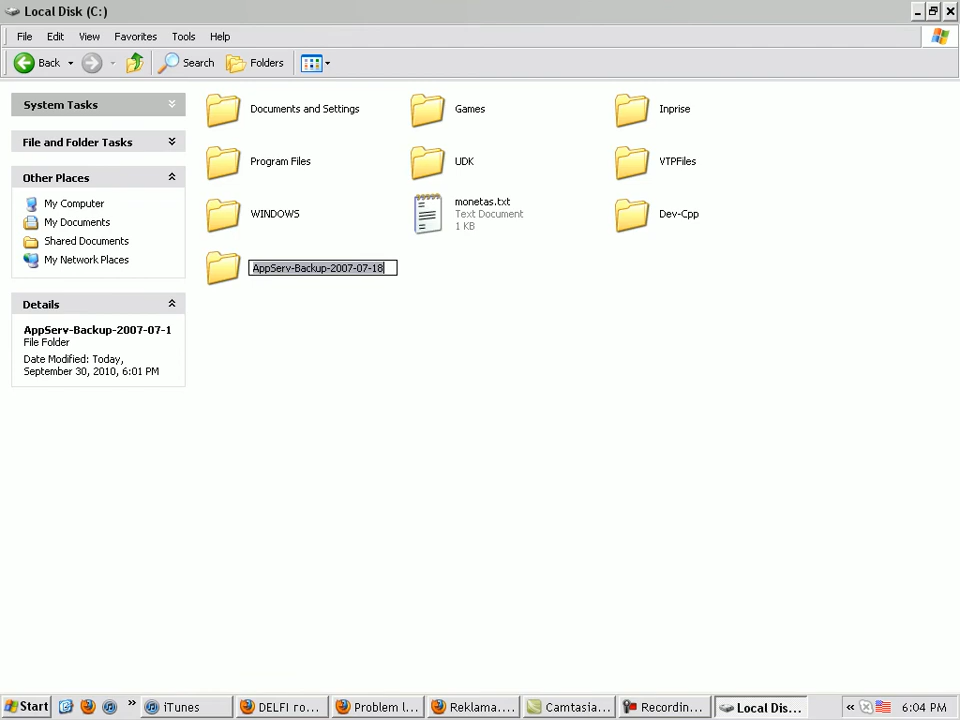 Local Disk (C:)
File Edit View Favorites Tools Help
Back Search Folders
System Tasks
File and Folder Tasks
Other Places
My Computer
My Documents
Shared Documents
My Network Places
Details
AppServ-Backup-2007-07-1
File Folder
Date Modified: Today,
September 30, 2010, 6:01 PM
Documents and Settings
Games
Inprise
Program Files
UDK
VTPFiles
WINDOWS
monetas.txt
Text Document
1 KB
Dev-Cpp
AppServ-Backup-2007-07-18
Start » iTunes DELFI ro... Problem l... Reklama.... Camtasia... Recordin... Local Dis... « 6:04 PM